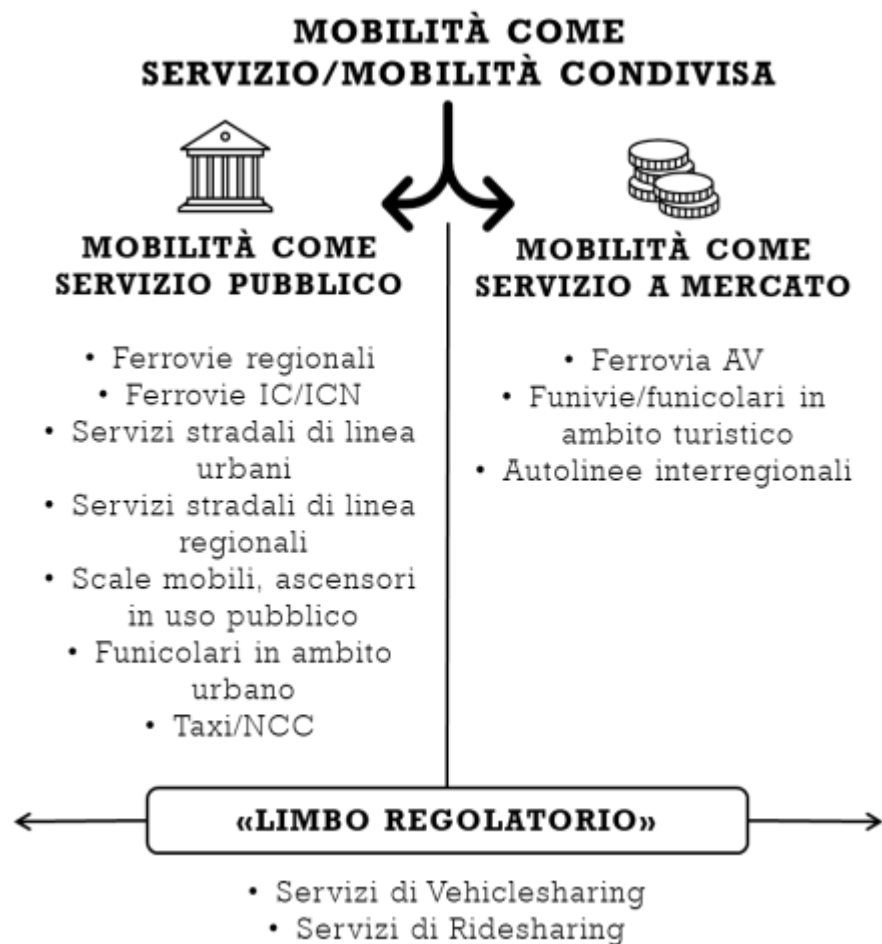 MOBILITÀ COME
SERVIZIO/MOBILITÀ CONDIVISA
MOBILITÀ COME
SERVIZIO PUBBLICO
• Ferrovie regionali
• Ferrovie IC/ICN
• Servizi stradali di linea
urbani
• Servizi stradali di linea
regionali
• Scale mobili, ascensori
in uso pubblico
• Funicolari in ambito
urbano
• Taxi/NCC
MOBILITÀ COME
SERVIZIO A MERCATO
• Ferrovia AV
• Funivie/funicolari in
ambito turistico
• Autolinee interregionali
«LIMBO REGOLATORIO»
• Servizi di Vehiclesharing
• Servizi di Ridesharing